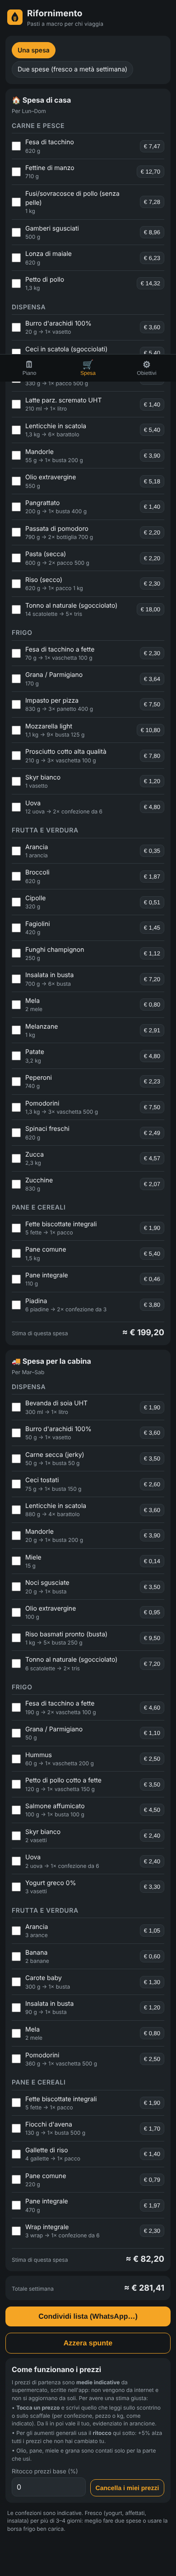 Rifornimento
Pasti a macro per chi viaggia
Una spesa
Due spese (fresco a metà settimana)
🏠 Spesa di casa
Per Lun–Dom
CARNE E PESCE
Fesa di tacchino
620 g
€ 7,47
Fettine di manzo
710 g
€ 12,70
Fusi/sovracosce di pollo (senza
pelle)
1 kg
€ 7,28
Gamberi sgusciati
500 g
€ 8,96
Lonza di maiale
620 g
€ 6,23
Petto di pollo
1,3 kg
€ 14,32
DISPENSA
Burro d'arachidi 100%
20 g → 1× vasetto
€ 3,60
Ceci in scatola (sgocciolati)
€ 5,40
Piano
Spesa
Obiettivi
330 g → 1× pacco 500 g
Latte parz. scremato UHT
210 ml → 1× litro
€ 1,40
Lenticchie in scatola
1,3 kg → 6× barattolo
€ 5,40
Mandorle
55 g → 1× busta 200 g
€ 3,90
Olio extravergine
550 g
€ 5,18
Pangrattato
200 g → 1× busta 400 g
€ 1,40
Passata di pomodoro
790 g → 2× bottiglia 700 g
€ 2,20
Pasta (secca)
600 g → 2× pacco 500 g
€ 2,20
Riso (secco)
620 g → 1× pacco 1 kg
€ 2,30
Tonno al naturale (sgocciolato)
14 scatolette → 5× tris
€ 18,00
FRIGO
Fesa di tacchino a fette
70 g → 1× vaschetta 100 g
€ 2,30
Grana / Parmigiano
170 g
€ 3,64
Impasto per pizza
830 g → 3× panetto 400 g
€ 7,50
Mozzarella light
1,1 kg → 9× busta 125 g
€ 10,80
Prosciutto cotto alta qualità
210 g → 3× vaschetta 100 g
€ 7,80
Skyr bianco
1 vasetto
€ 1,20
Uova
12 uova → 2× confezione da 6
€ 4,80
FRUTTA E VERDURA
Arancia
1 arancia
€ 0,35
Broccoli
620 g
€ 1,87
Cipolle
320 g
€ 0,51
Fagiolini
420 g
€ 1,45
Funghi champignon
250 g
€ 1,12
Insalata in busta
700 g → 6× busta
€ 7,20
Mela
2 mele
€ 0,80
Melanzane
1 kg
€ 2,91
Patate
3,2 kg
€ 4,80
Peperoni
740 g
€ 2,23
Pomodorini
1,3 kg → 3× vaschetta 500 g
€ 7,50
Spinaci freschi
620 g
€ 2,49
Zucca
2,3 kg
€ 4,57
Zucchine
830 g
€ 2,07
PANE E CEREALI
Fette biscottate integrali
5 fette → 1× pacco
€ 1,90
Pane comune
1,5 kg
€ 5,40
Pane integrale
110 g
€ 0,46
Piadina
6 piadine → 2× confezione da 3
€ 3,80
Stima di questa spesa
≈ € 199,20
🚚 Spesa per la cabina
Per Mar–Sab
DISPENSA
Bevanda di soia UHT
300 ml → 1× litro
€ 1,90
Burro d'arachidi 100%
50 g → 1× vasetto
€ 3,60
Carne secca (jerky)
50 g → 1× busta 50 g
€ 3,50
Ceci tostati
75 g → 1× busta 150 g
€ 2,60
Lenticchie in scatola
880 g → 4× barattolo
€ 3,60
Mandorle
20 g → 1× busta 200 g
€ 3,90
Miele
15 g
€ 0,14
Noci sgusciate
20 g → 1× busta
€ 3,50
Olio extravergine
100 g
€ 0,95
Riso basmati pronto (busta)
1 kg → 5× busta 250 g
€ 9,50
Tonno al naturale (sgocciolato)
6 scatolette → 2× tris
€ 7,20
FRIGO
Fesa di tacchino a fette
190 g → 2× vaschetta 100 g
€ 4,60
Grana / Parmigiano
50 g
€ 1,10
Hummus
60 g → 1× vaschetta 200 g
€ 2,50
Petto di pollo cotto a fette
120 g → 1× vaschetta 150 g
€ 3,50
Salmone affumicato
100 g → 1× busta 100 g
€ 4,50
Skyr bianco
2 vasetti
€ 2,40
Uova
2 uova → 1× confezione da 6
€ 2,40
Yogurt greco 0%
3 vasetti
€ 3,30
FRUTTA E VERDURA
Arancia
3 arance
€ 1,05
Banana
2 banane
€ 0,60
Carote baby
300 g → 1× busta
€ 1,30
Insalata in busta
90 g → 1× busta
€ 1,20
Mela
2 mele
€ 0,80
Pomodorini
360 g → 1× vaschetta 500 g
€ 2,50
PANE E CEREALI
Fette biscottate integrali
5 fette → 1× pacco
€ 1,90
Fiocchi d'avena
130 g → 1× busta 500 g
€ 1,70
Gallette di riso
4 gallette → 1× pacco
€ 1,40
Pane comune
220 g
€ 0,79
Pane integrale
470 g
€ 1,97
Wrap integrale
3 wrap → 1× confezione da 6
€ 2,30
Stima di questa spesa
≈ € 82,20
Totale settimana
≈ € 281,41
Condividi lista (WhatsApp…)
Azzera spunte
Come funzionano i prezzi
I prezzi di partenza sono medie indicative da
supermercato, scritte nell'app: non vengono da internet e
non si aggiornano da soli. Per avere una stima giusta:
• Tocca un prezzo e scrivi quello che leggi sullo scontrino
o sullo scaffale (per confezione, pezzo o kg, come
indicato). Da lì in poi vale il tuo, evidenziato in arancione.
• Per gli aumenti generali usa il ritocco qui sotto: +5% alza
tutti i prezzi che non hai cambiato tu.
• Olio, pane, miele e grana sono contati solo per la parte
che usi.
Ritocco prezzi base (%)
0
Cancella i miei prezzi
Le confezioni sono indicative. Fresco (yogurt, affettati,
insalata) per più di 3–4 giorni: meglio fare due spese o usare la
borsa frigo ben carica.